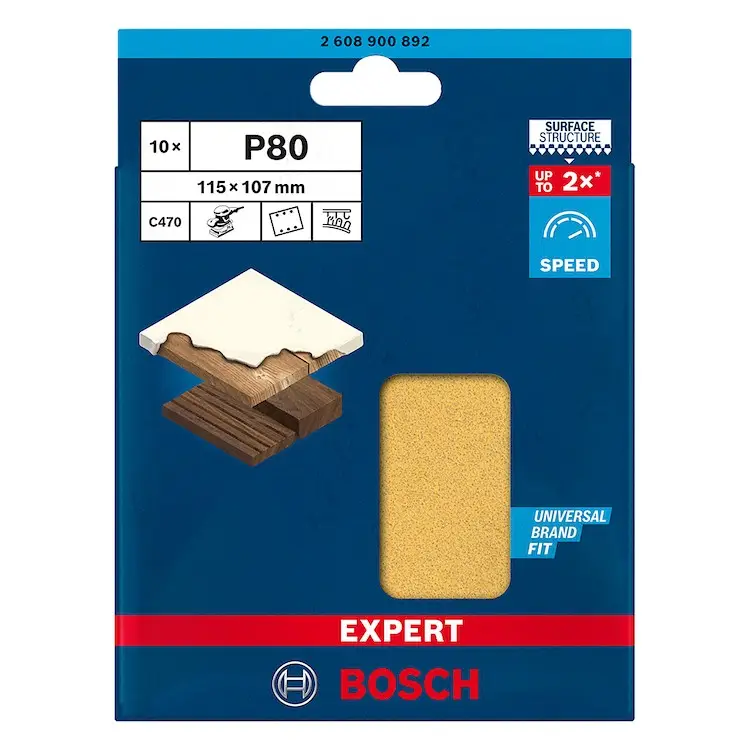 2 608 900 892
10× P80
115 × 107 mm
C470
SURFACE
STRUCTURE
UP TO 2×*
SPEED
UNIVERSAL
BRAND
FIT
EXPERT
BOSCH